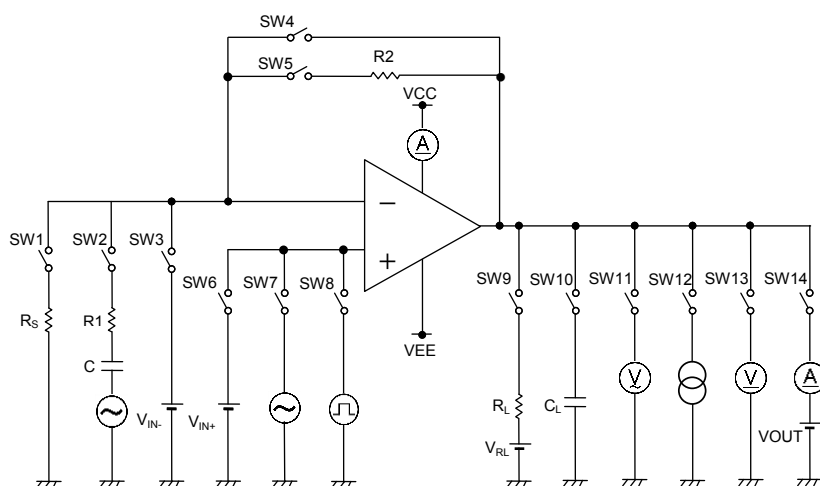 SW4
SW5
R2
VCC
A
SW1
SW2
SW3
−
+
SW6
SW7
SW8
SW9
SW10
SW11
SW12
SW13
SW14
RS
R1
VEE
C
V
V
A
VIN-
VIN+
RL
CL
VRL
VOUT